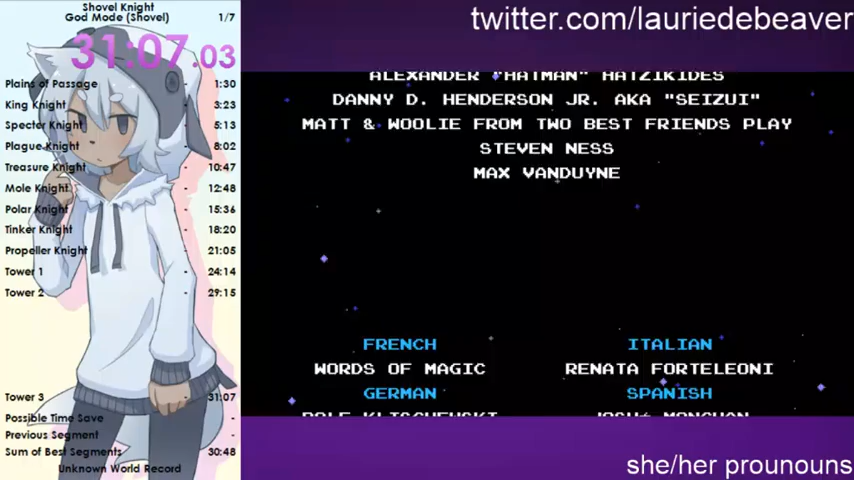 Shovel Knight
God Mode (Shovel) 1/7
31:07.03
Plains of Passage - 1:30
King Knight - 3:23
Specter Knight - 5:13
Plague Knight - 8:02
Treasure Knight - 10:47
Mole Knight - 12:48
Polar Knight - 15:36
Tinker Knight - 18:20
Propeller Knight - 21:05
Tower 1 - 24:14
Tower 2 - 29:15
Tower 3 - 31:07
Possible Time Save -
Previous Segment -
Sum of Best Segments 30:48
Unknown World Record
twitter.com/lauriedebeaver
ALEXANDER "HATMAN" HATZIKIDES
DANNY D. HENDERSON JR. AKA "SEIZUI"
MATT & WOOLIE FROM TWO BEST FRIENDS PLAY
STEVEN NESS
MAX VANDUYNE
FRENCH ITALIAN
WORDS OF MAGIC RENATA FORTELEONI
GERMAN SPANISH
she/her prounouns